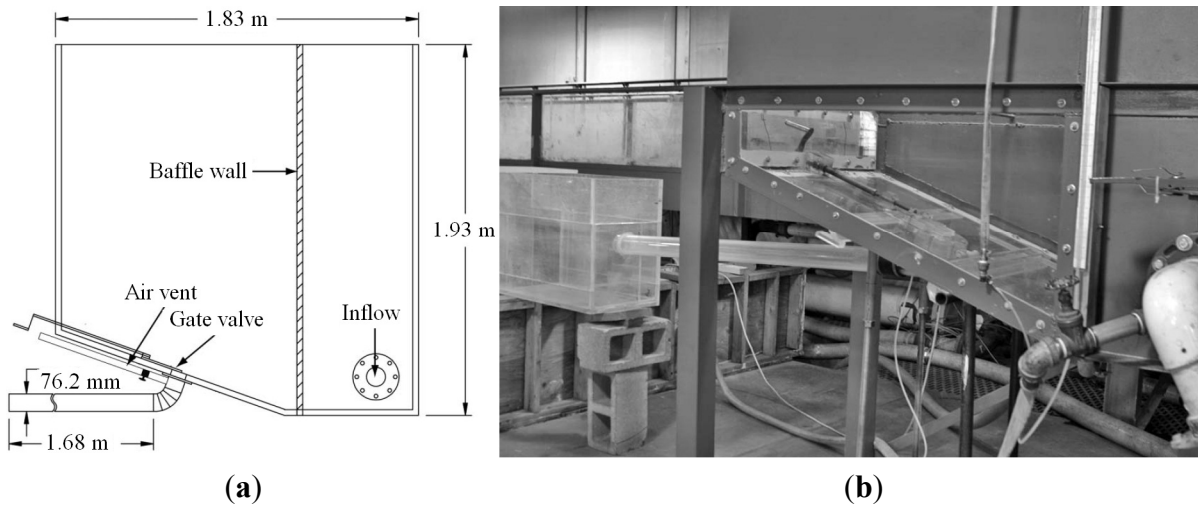 1.83 m
Baffle wall
1.93 m
Air vent
Gate valve
Inflow
76.2 mm
1.68 m
(a)
(b)